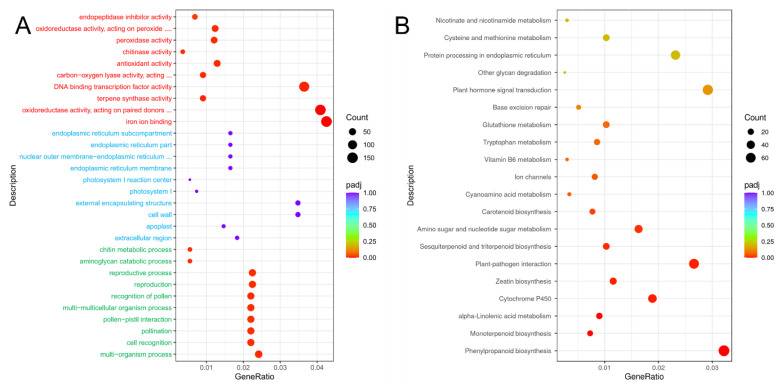 A
endopeptidase inhibitor activity
oxidoreductase activity, acting on peroxide ....
peroxidase activity
chitinase activity
antioxidant activity
carbon-oxygen lyase activity, acting ...
DNA binding transcription factor activity
terpene synthase activity
oxidoreductase activity, acting on paired donors ...
iron ion binding
endoplasmic reticulum subcompartment
endoplasmic reticulum part
nuclear outer membrane-endoplasmic reticulum ...
endoplasmic reticulum membrane
photosystem I reaction center
photosystem I
external encapsulating structure
cell wall
apoplast
extracellular region
chitin metabolic process
aminoglycan catabolic process
reproductive process
reproduction
recognition of pollen
multi-multicellular organism process
pollen-pistil interaction
pollination
cell recognition
multi-organism process
Description
0.01 0.02 0.03 0.04
GeneRatio
Count
50
100
150
padj
1.00
0.75
0.50
0.25
0.00
B
Nicotinate and nicotinamide metabolism
Cysteine and methionine metabolism
Protein processing in endoplasmic reticulum
Other glycan degradation
Plant hormone signal transduction
Base excision repair
Glutathione metabolism
Tryptophan metabolism
Vitamin B6 metabolism
Ion channels
Cyanoamino acid metabolism
Carotenoid biosynthesis
Amino sugar and nucleotide sugar metabolism
Sesquiterpenoid and triterpenoid biosynthesis
Plant-pathogen interaction
Zeatin biosynthesis
Cytochrome P450
alpha-Linolenic acid metabolism
Monoterpenoid biosynthesis
Phenylpropanoid biosynthesis
Description
0.01 0.02 0.03
GeneRatio
Count
20
40
60
padj
1.00
0.75
0.50
0.25
0.00